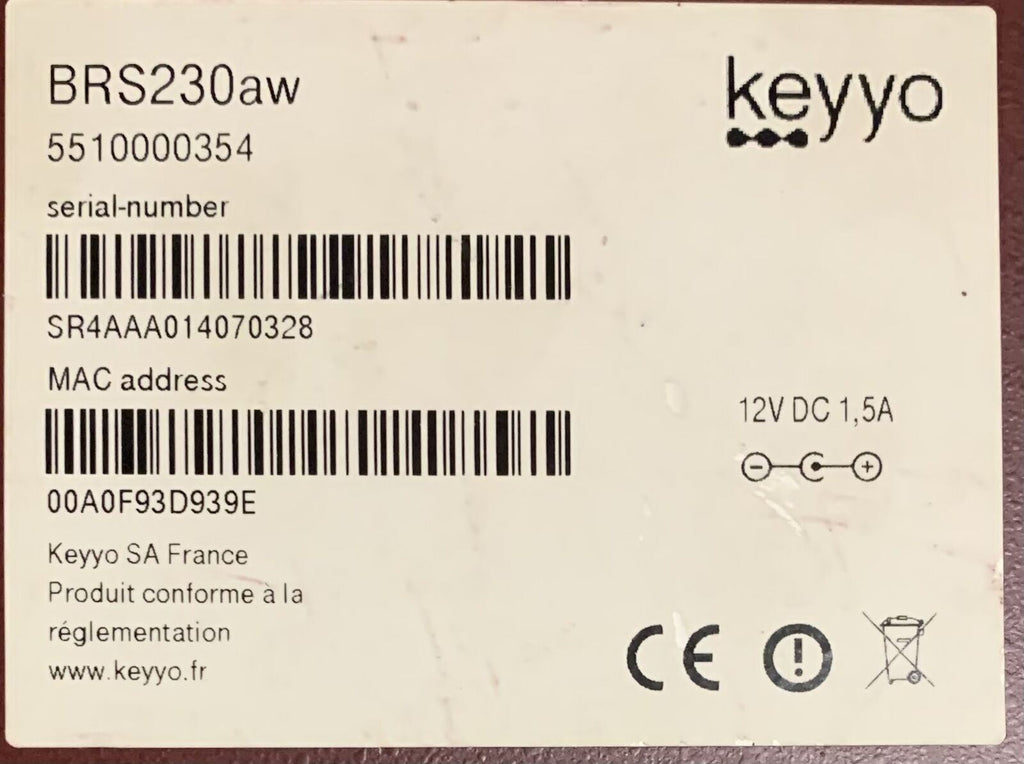 BRS230aw
5510000354
keyyo
serial-number
SR4AAA014070328
MAC address
00A0F93D939E
12V DC 1,5A
Keyyo SA France
Produit conforme à la
réglementation
www.keyyo.fr
CE